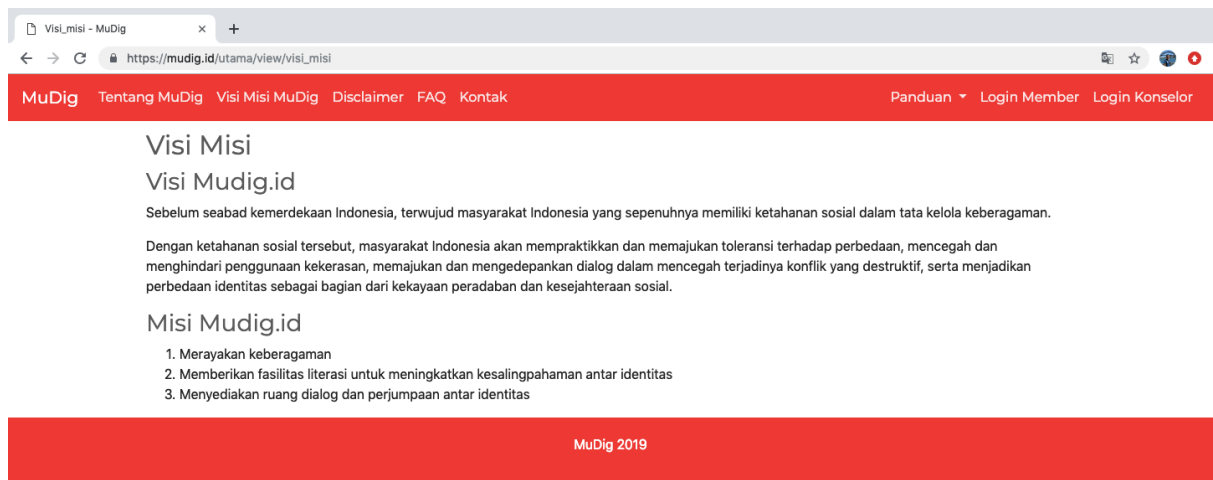 Visi_misi - MuDig
https://mudig.id/utama/view/visi_misi
MuDig Tentang MuDig Visi Misi MuDig Disclaimer FAQ Kontak Panduan Login Member Login Konselor
Visi Misi
Visi Mudig.id
Sebelum seabad kemerdekaan Indonesia, terwujud masyarakat Indonesia yang sepenuhnya memiliki ketahanan sosial dalam tata kelola keberagaman.
Dengan ketahanan sosial tersebut, masyarakat Indonesia akan mempraktikkan dan memajukan toleransi terhadap perbedaan, mencegah dan
menghindari penggunaan kekerasan, memajukan dan mengedepankan dialog dalam mencegah terjadinya konflik yang destruktif, serta menjadikan
perbedaan identitas sebagai bagian dari kekayaan peradaban dan kesejahteraan sosial.
Misi Mudig.id
1. Merayakan keberagaman
2. Memberikan fasilitas literasi untuk meningkatkan kesalingpahaman antar identitas
3. Menyediakan ruang dialog dan perjumpaan antar identitas
MuDig 2019